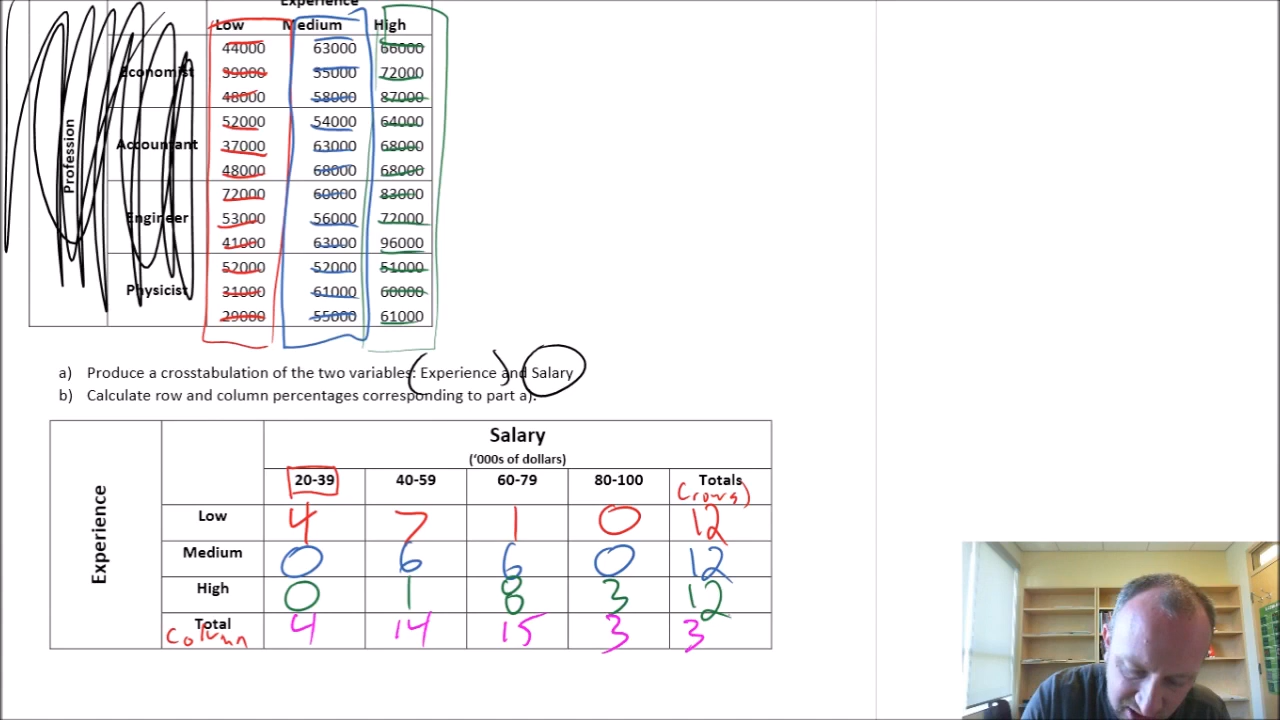 Experience
Low Medium High
44000 63000 66000
Economist 39000 55000 72000
48000 58000 87000
52000 54000 64000
Profession Accountant 37000 63000 68000
48000 68000 68000
72000 60000 83000
Engineer 53000 56000 72000
41000 63000 96000
52000 52000 51000
Physicist 31000 61000 60000
29000 55000 61000
a) Produce a crosstabulation of the two variables: Experience and Salary
b) Calculate row and column percentages corresponding to part a).
Salary
('000s of dollars)
20-39 40-59 60-79 80-100 Totals
(rows)
Experience
Low 4 7 1 0 12
Medium 0 6 6 0 12
High 0 1 8 3 12
Total 4 14 15 3 3
Column